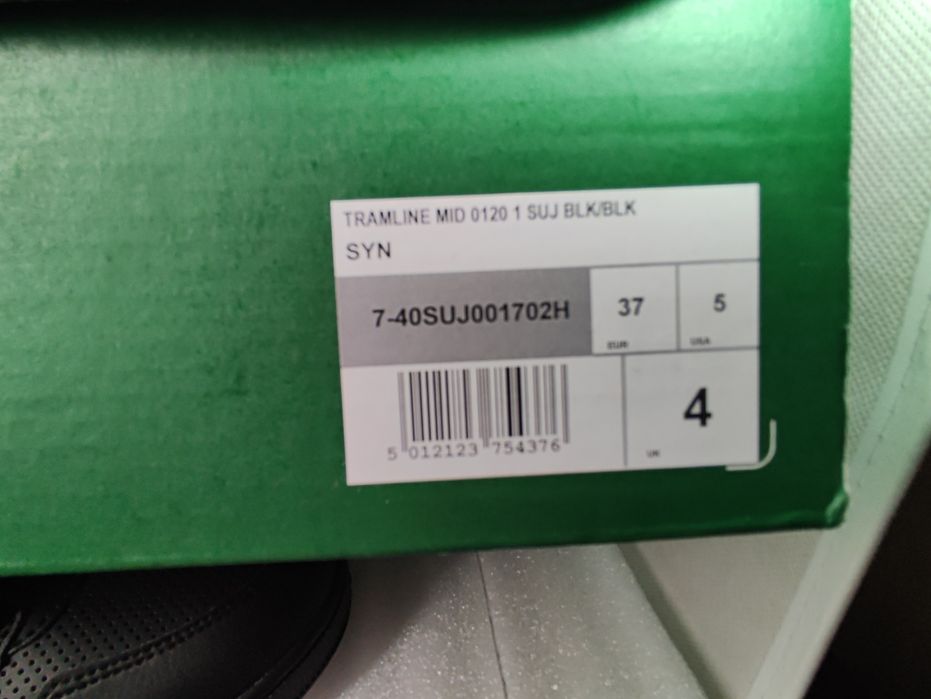 TRAMLINE MID 0120 1 SUJ BLK/BLK
SYN
7-40SUJ001702H
37
EUR
5
USA
4
UK
5 012123 754376